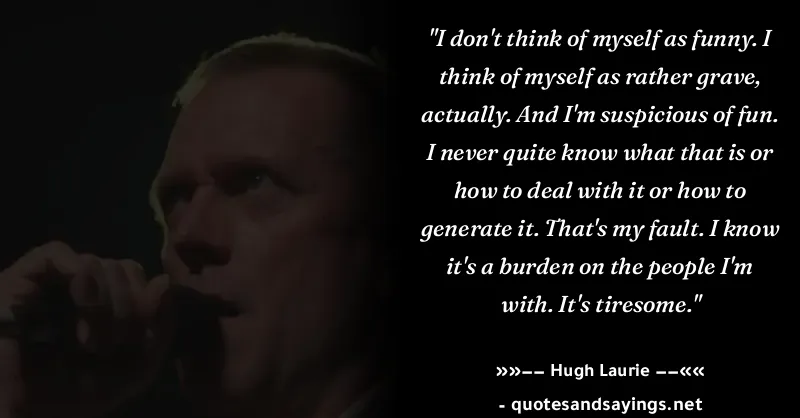 "I don't think of myself as funny. I
think of myself as rather grave,
actually. And I'm suspicious of fun.
I never quite know what that is or
how to deal with it or how to
generate it. That's my fault. I know
it's a burden on the people I'm
with. It's tiresome."
»»–– Hugh Laurie ––««
- quotesandsayings.net